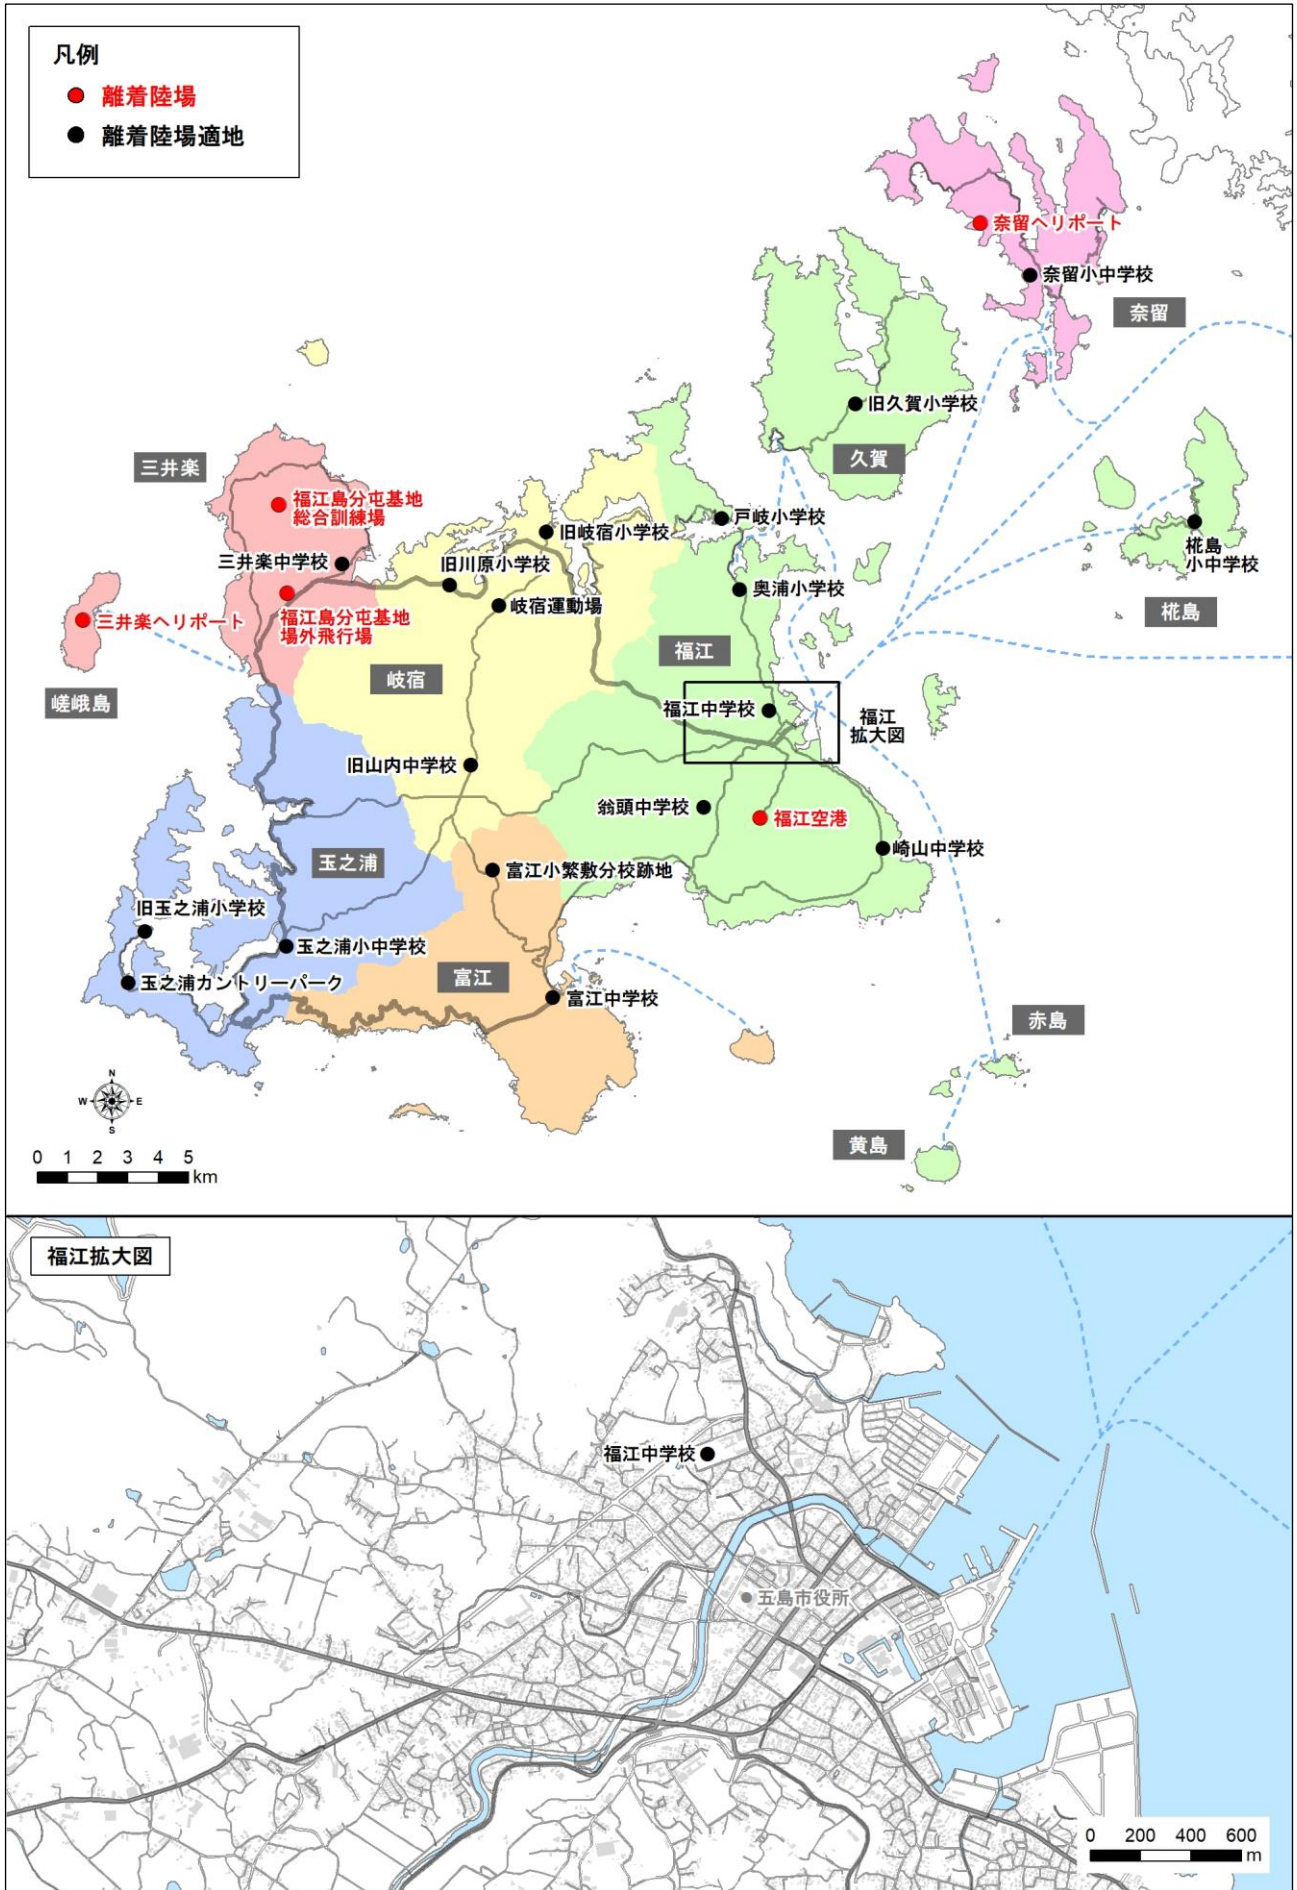 凡例
離着陸場
離着陸場適地
奈留ヘリポート
奈留小中学校
奈留
旧久賀小学校
久賀
三井楽
福江島分屯基地
総合訓練場
戸岐小学校
旧岐宿小学校
椛島
小中学校
三井楽中学校
旧川原小学校
奥浦小学校
岐宿運動場
三井楽ヘリポート
福江島分屯基地
場外飛行場
椛島
福江
岐宿
嵯峨島
福江中学校
福江
拡大図
旧山内中学校
翁頭中学校
福江空港
崎山中学校
玉之浦
富江小繁敷分校跡地
旧玉之浦小学校
玉之浦小中学校
富江
玉之浦カントリーパーク
富江中学校
赤島
N
W
E
S
黄島
0 1 2 3 4 5
km
福江拡大図
福江中学校
五島市役所
0 200 400 600
m